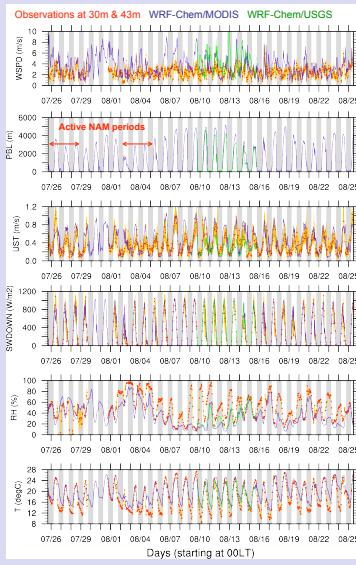 Observations at 30m & 43m WRF-Chem/MODIS WRF-Chem/USGS
WSPD (m/s)
10
8
6
4
2
0
07/26 07/29 08/01 08/04 08/07 08/10 08/13 08/16 08/19 08/22 08/25
PBL (m)
6000
4000
2000
0
Active NAM periods
07/26 07/29 08/01 08/04 08/07 08/10 08/13 08/16 08/19 08/22 08/25
UST (m/s)
1.2
0.8
0.4
0.0
07/26 07/29 08/01 08/04 08/07 08/10 08/13 08/16 08/19 08/22 08/25
SWDOWN (W/m2)
1200
800
400
0
07/26 07/29 08/01 08/04 08/07 08/10 08/13 08/16 08/19 08/22 08/25
RH (%)
100
80
60
40
20
0
07/26 07/29 08/01 08/04 08/07 08/10 08/13 08/16 08/19 08/22 08/25
T (degC)
28
24
20
16
12
8
07/26 07/29 08/01 08/04 08/07 08/10 08/13 08/16 08/19 08/22 08/25
Days (starting at 00LT)